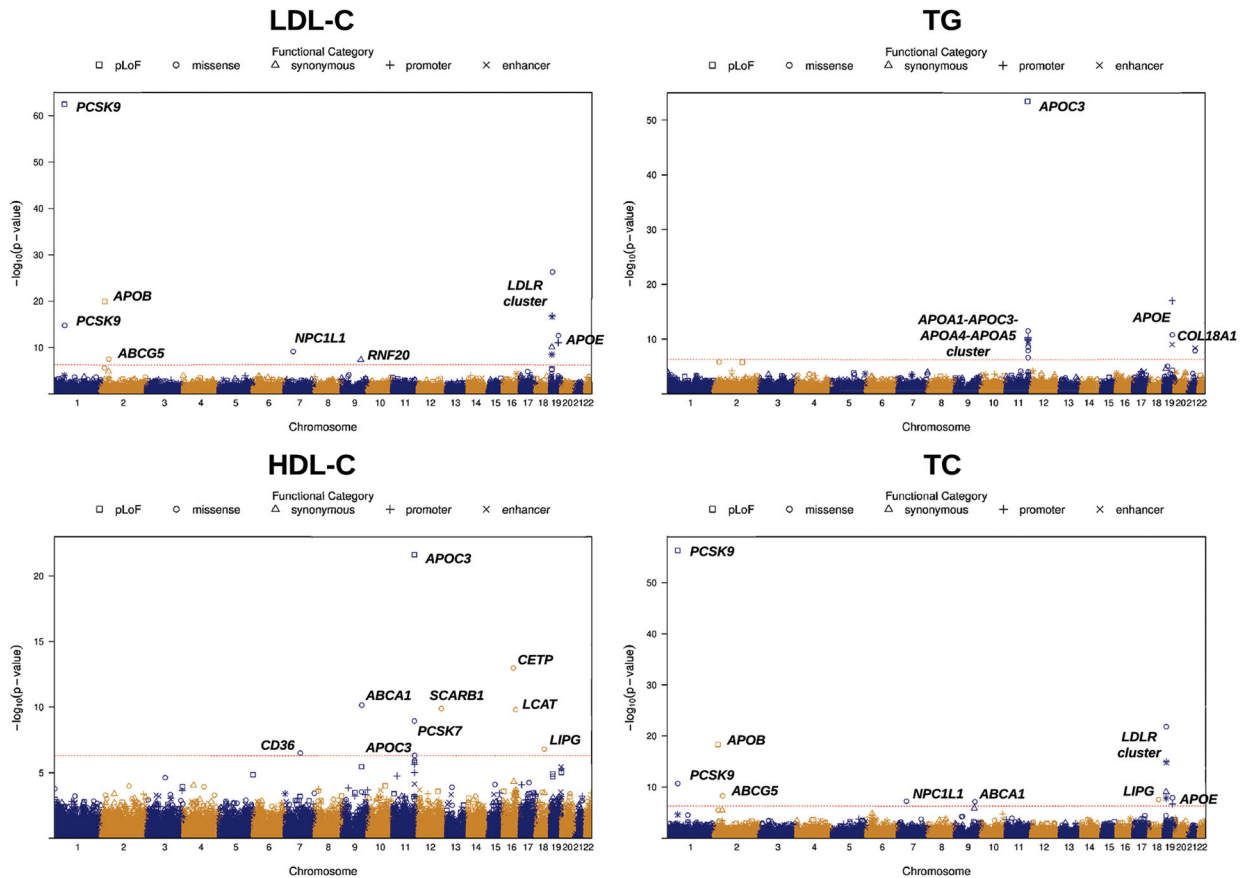 LDL-C
Functional Category
pLoF missense synonymous promoter enhancer
−log10(p−value)
60
50
40
30
20
10
0
PCSK9
APOB
PCSK9
ABCG5
NPC1L1
RNF20
LDLR
cluster
APOE
1 2 3 4 5 6 7 8 9 10 11 12 13 14 15 16 17 18 19 20 21 22
Chromosome
TG
Functional Category
pLoF missense synonymous promoter enhancer
−log10(p−value)
50
40
30
20
10
0
APOC3
APOA1-APOC3-
APOA4-APOA5
cluster
APOE
COL18A1
1 2 3 4 5 6 7 8 9 10 11 12 13 14 15 16 17 18 19 20 21 22
Chromosome
HDL-C
Functional Category
pLoF missense synonymous promoter enhancer
−log10(p−value)
20
15
10
5
0
APOC3
CETP
ABCA1
SCARB1
LCAT
PCSK7
CD36
APOC3
LIPG
1 2 3 4 5 6 7 8 9 10 11 12 13 14 15 16 17 18 19 20 21 22
Chromosome
TC
Functional Category
pLoF missense synonymous promoter enhancer
−log10(p−value)
50
40
30
20
10
0
PCSK9
APOB
PCSK9
ABCG5
NPC1L1
ABCA1
LDLR
cluster
LIPG
APOE
1 2 3 4 5 6 7 8 9 10 11 12 13 14 15 16 17 18 19 20 21 22
Chromosome